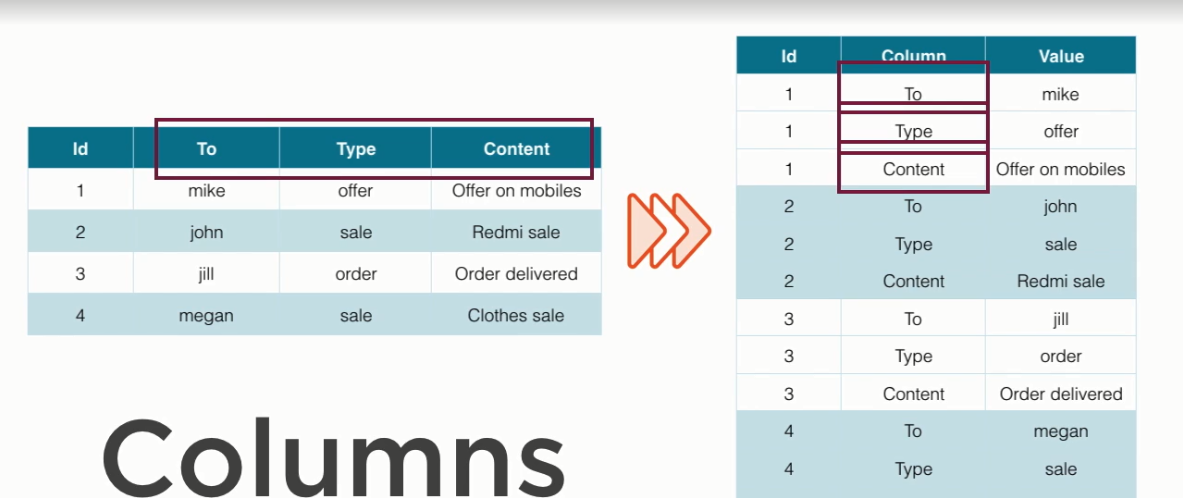 Id To Type Content
1 mike offer Offer on mobiles
2 john sale Redmi sale
3 jill order Order delivered
4 megan sale Clothes sale
Columns
Id Column Value
1 To mike
1 Type offer
1 Content Offer on mobiles
2 To john
2 Type sale
2 Content Redmi sale
3 To jill
3 Type order
3 Content Order delivered
4 To megan
4 Type sale